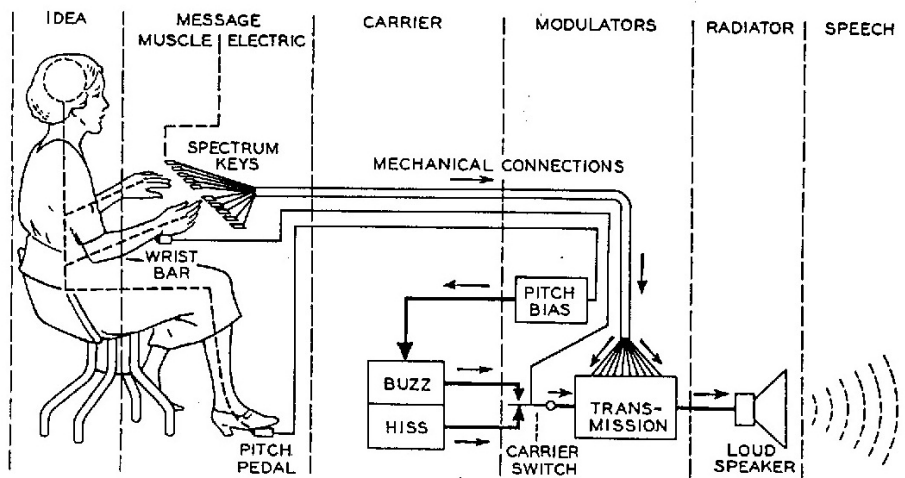 IDEA
MESSAGE
MUSCLE ELECTRIC
CARRIER
MODULATORS
RADIATOR
SPEECH
SPECTRUM
KEYS
MECHANICAL CONNECTIONS
WRIST
BAR
PITCH
BIAS
BUZZ
HISS
TRANS-
MISSION
CARRIER
SWITCH
LOUD
SPEAKER
PITCH
PEDAL